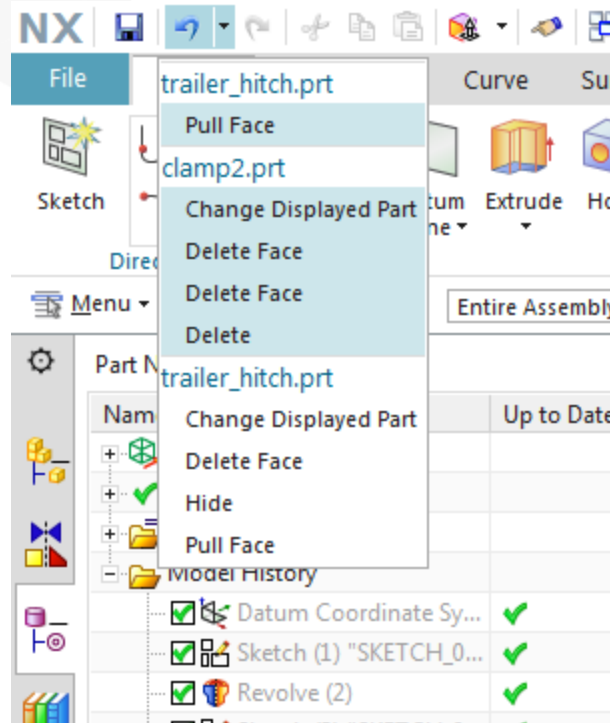 NX
File
Curve
Su
trailer_hitch.prt
Pull Face
clamp2.prt
Change Displayed Part
Delete Face
Delete Face
Delete
trailer_hitch.prt
Change Displayed Part
Delete Face
Hide
Pull Face
Sketch
tum
ne
Extrude
Ho
Direc
Menu
Entire Assembly
Part N
Nam
Up to Date
Model History
Datum Coordinate Sy...
Sketch (1) "SKETCH_0...
Revolve (2)